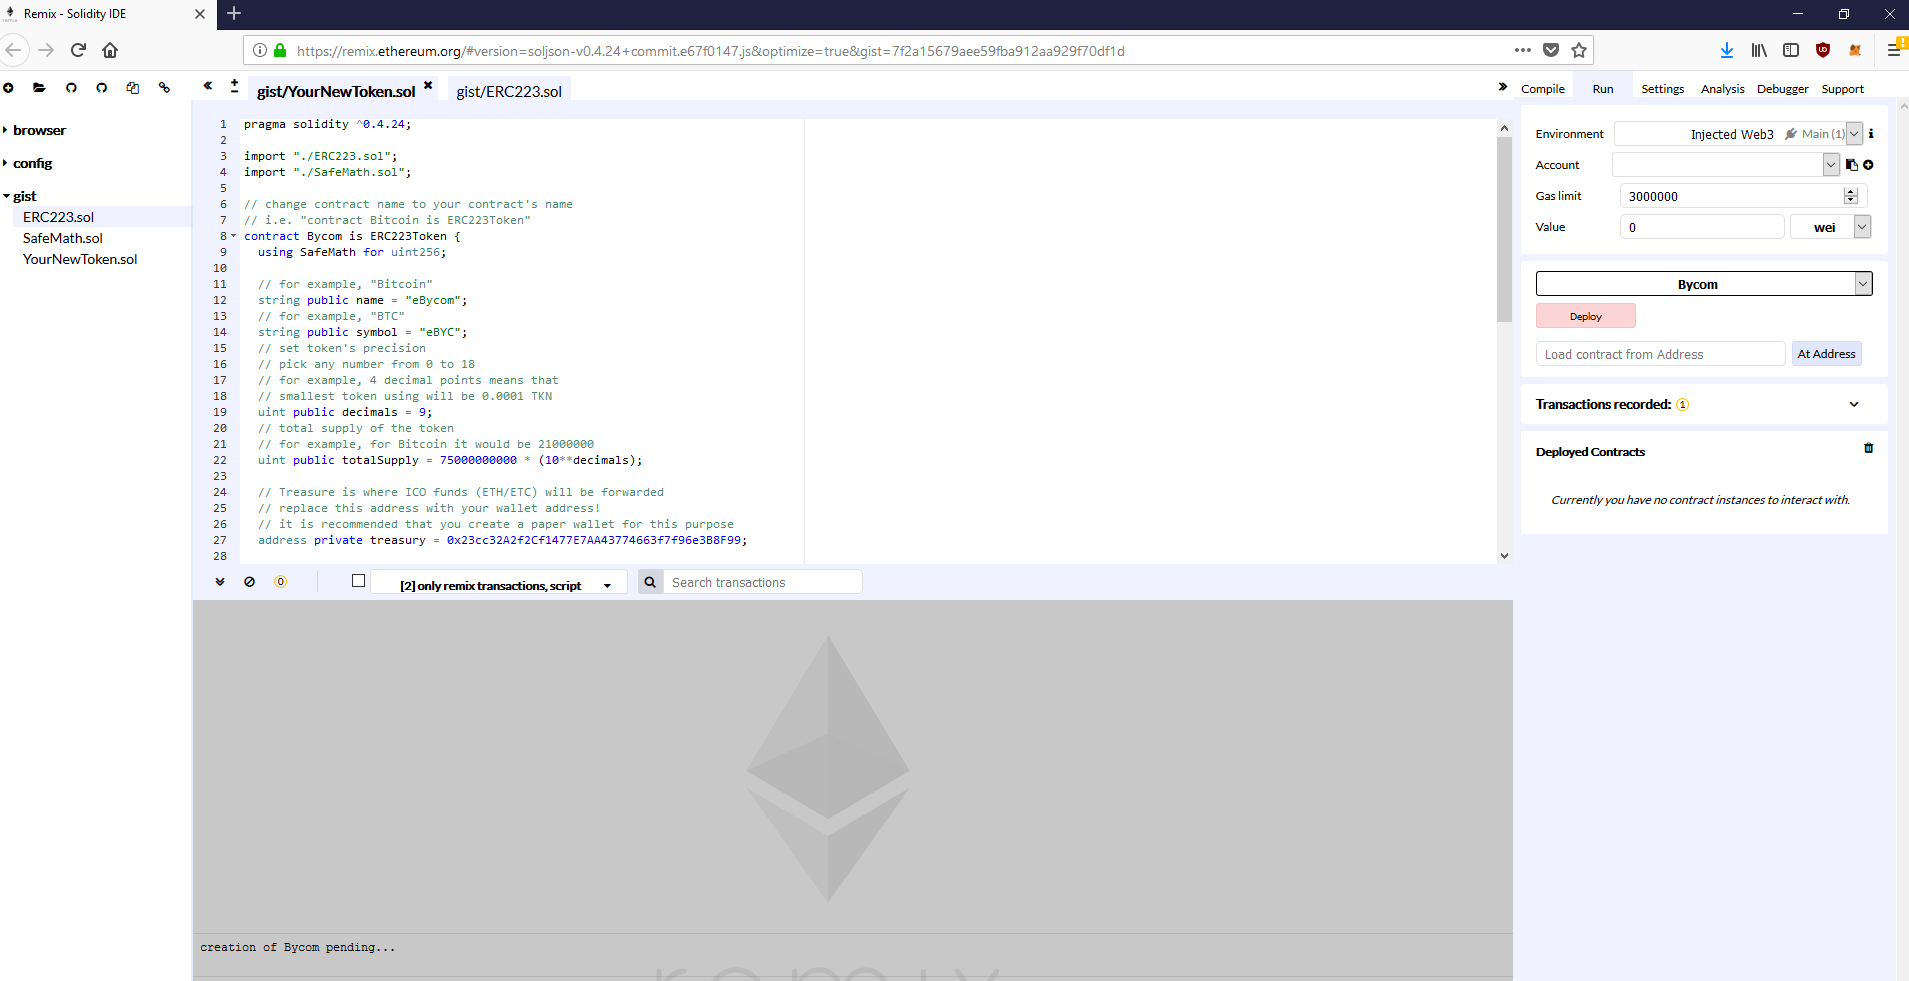 Remix - Solidity IDE
https://remix.ethereum.org/#version=soljson-v0.4.24+commit.e67f0147.js&optimize=true&gist=7f2a15679aee59fba912aa929f70df1d
gist/YourNewToken.sol
gist/ERC223.sol
Compile Run Settings Analysis Debugger Support
browser
config
gist
ERC223.sol
SafeMath.sol
YourNewToken.sol
1 pragma solidity ^0.4.24;
2
3 import "./ERC223.sol";
4 import "./SafeMath.sol";
5
6 // change contract name to your contract's name
7 // i.e. "contract Bitcoin is ERC223Token"
8 contract Bycom is ERC223Token {
9 using SafeMath for uint256;
10
11 // for example, "Bitcoin"
12 string public name = "eBycom";
13 // for example, "BTC"
14 string public symbol = "eBYC";
15 // set token's precision
16 // pick any number from 0 to 18
17 // for example, 4 decimal points means that
18 // smallest token using will be 0.0001 TKN
19 uint public decimals = 9;
20 // total supply of the token
21 // for example, for Bitcoin it would be 21000000
22 uint public totalSupply = 75000000000 * (10**decimals);
23
24 // Treasure is where ICO funds (ETH/ETC) will be forwarded
25 // replace this address with your wallet address!
26 // it is recommended that you create a paper wallet for this purpose
27 address private treasury = 0x23cc32A2f2Cf1477E7AA43774663f7f96e3B8F99;
28
Environment Injected Web3 Main (1)
Account
Gas limit 3000000
Value 0 wei
Bycom
Deploy
Load contract from Address At Address
Transactions recorded: 1
Deployed Contracts
Currently you have no contract instances to interact with.
0 [2] only remix transactions, script Search transactions
creation of Bycom pending...
remix